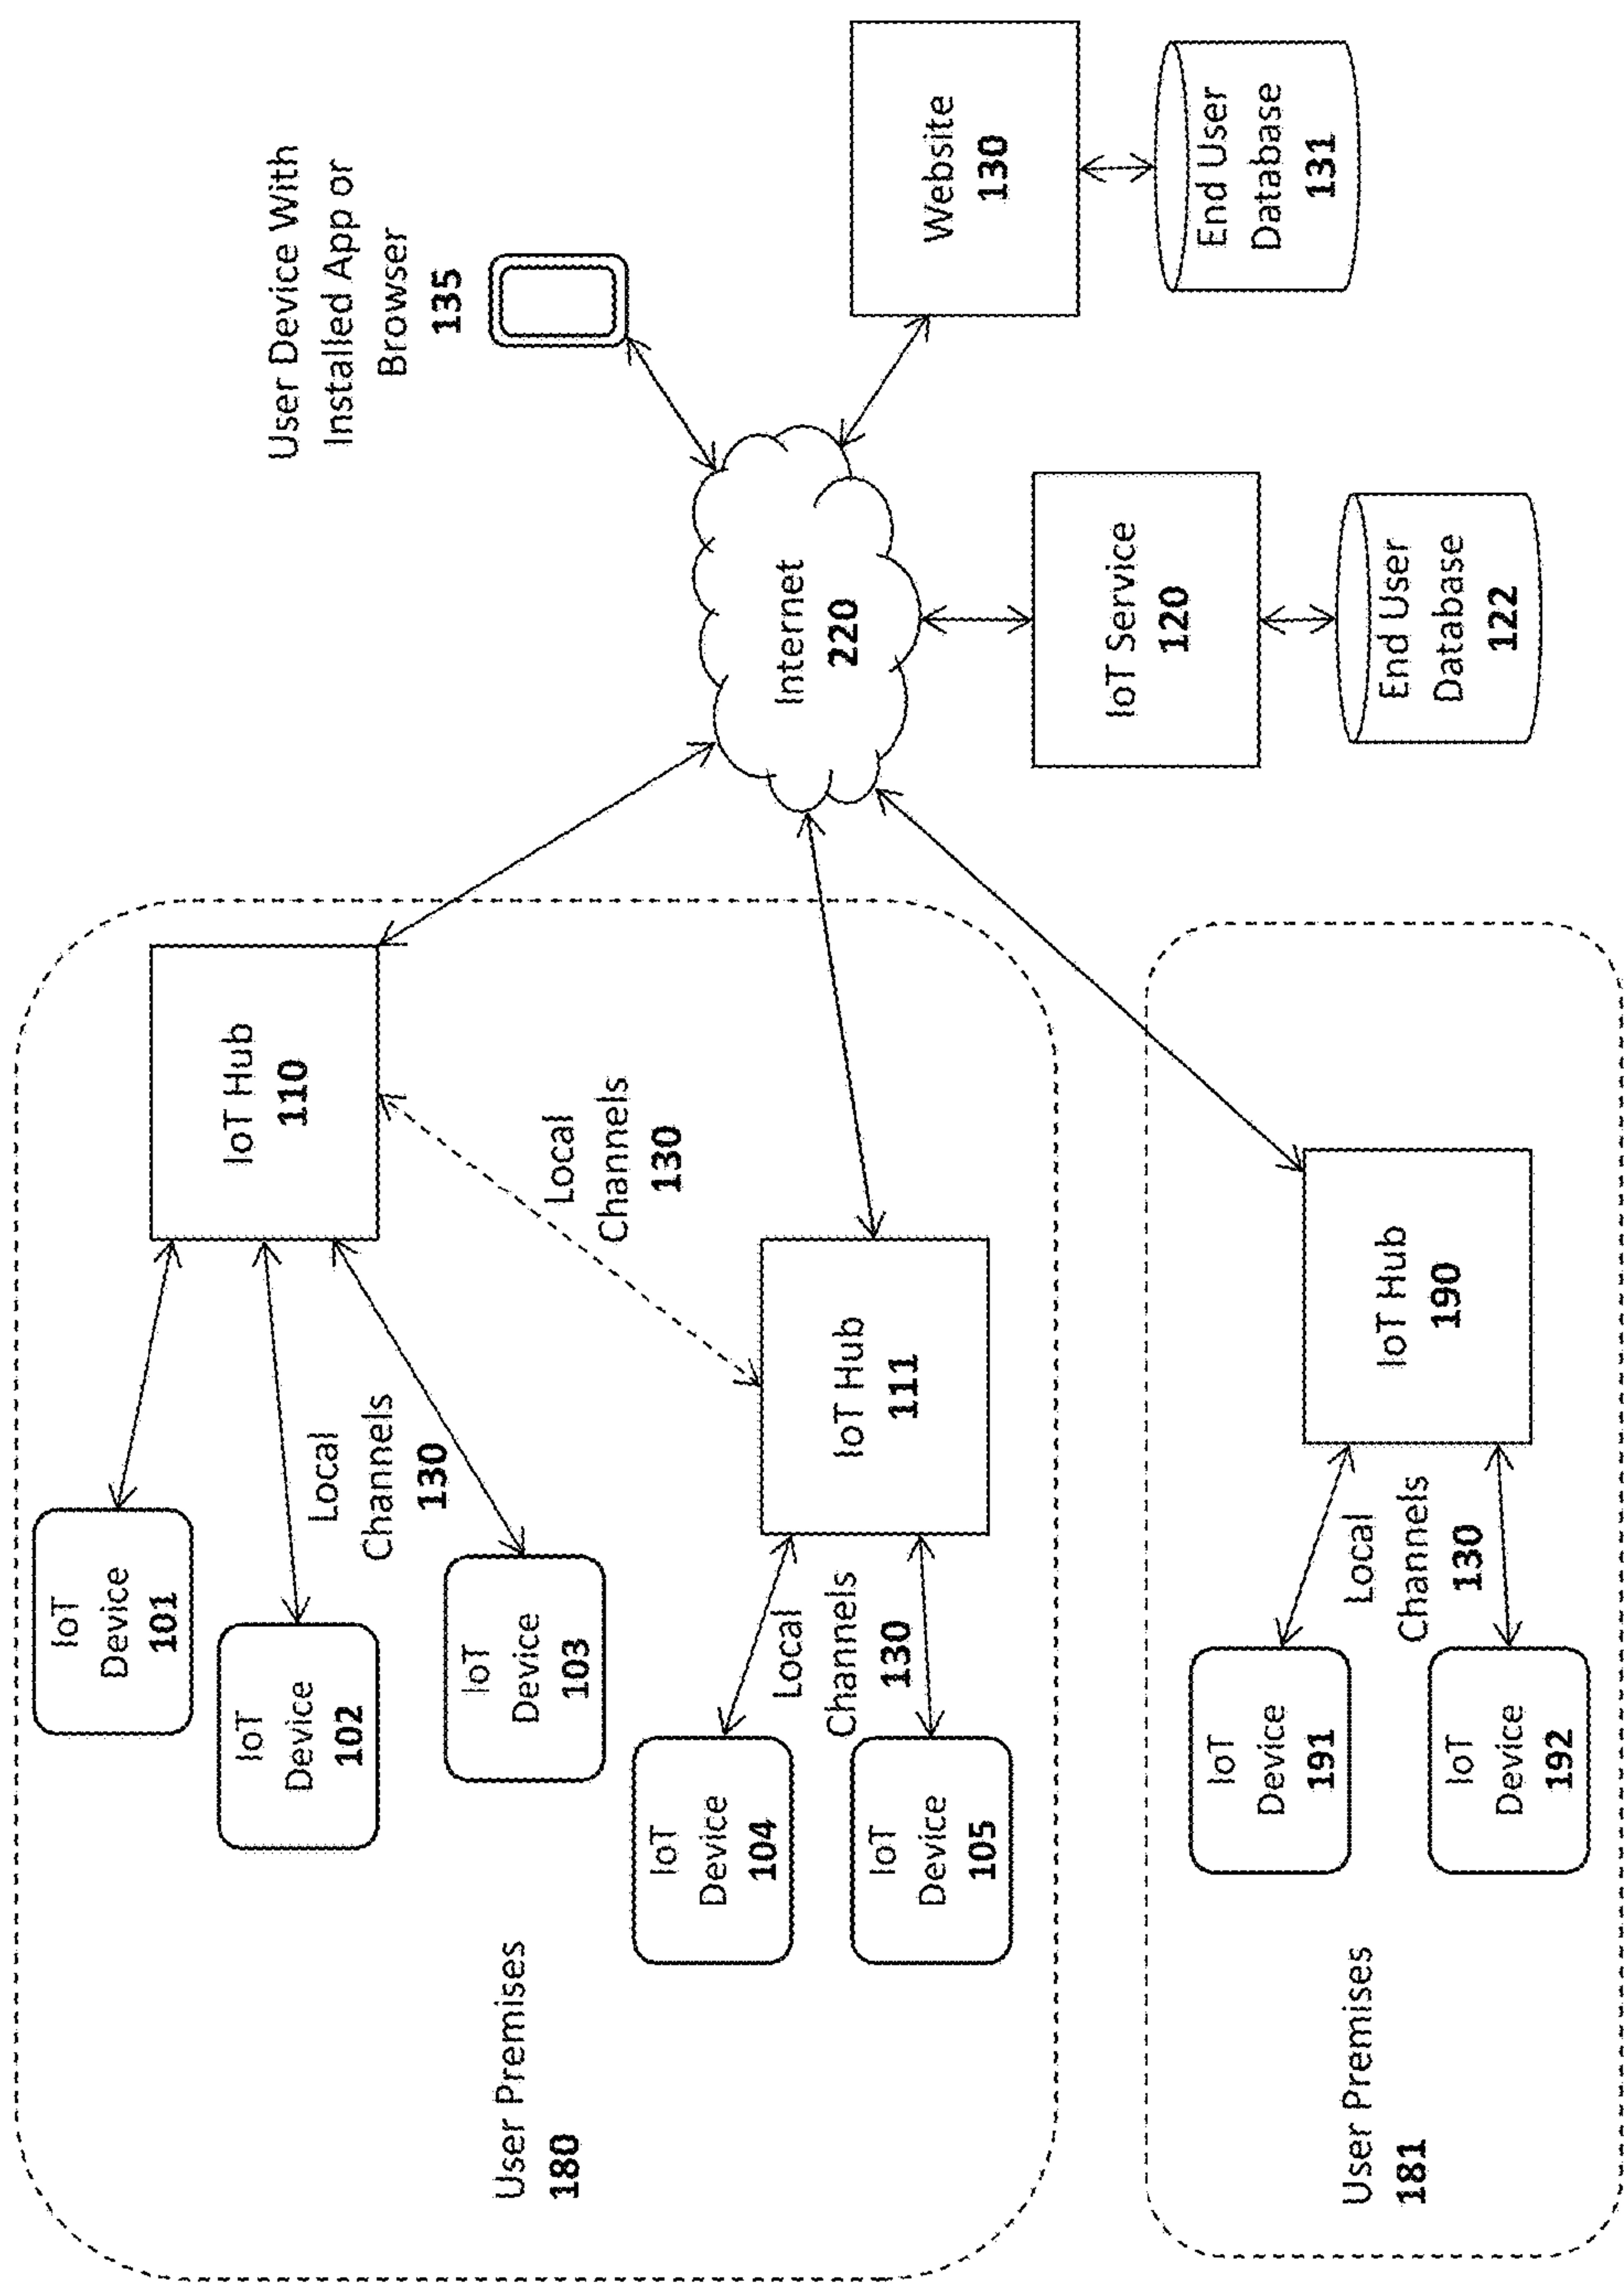 IoT
Device
101
IoT
Device
102
Local
Channels
130
IoT
Device
103
IoT Hub
110
User Device With
Installed App or
Browser
135
Local
Channels
130
User Premises
180
IoT
Device
104
IoT
Device
105
Local
Channels
130
IoT Hub
111
Internet
220
Website
130
End User
Database
131
IoT Service
120
End User
Database
122
User Premises
181
IoT
Device
191
IoT
Device
192
Local
Channels
130
IoT Hub
190